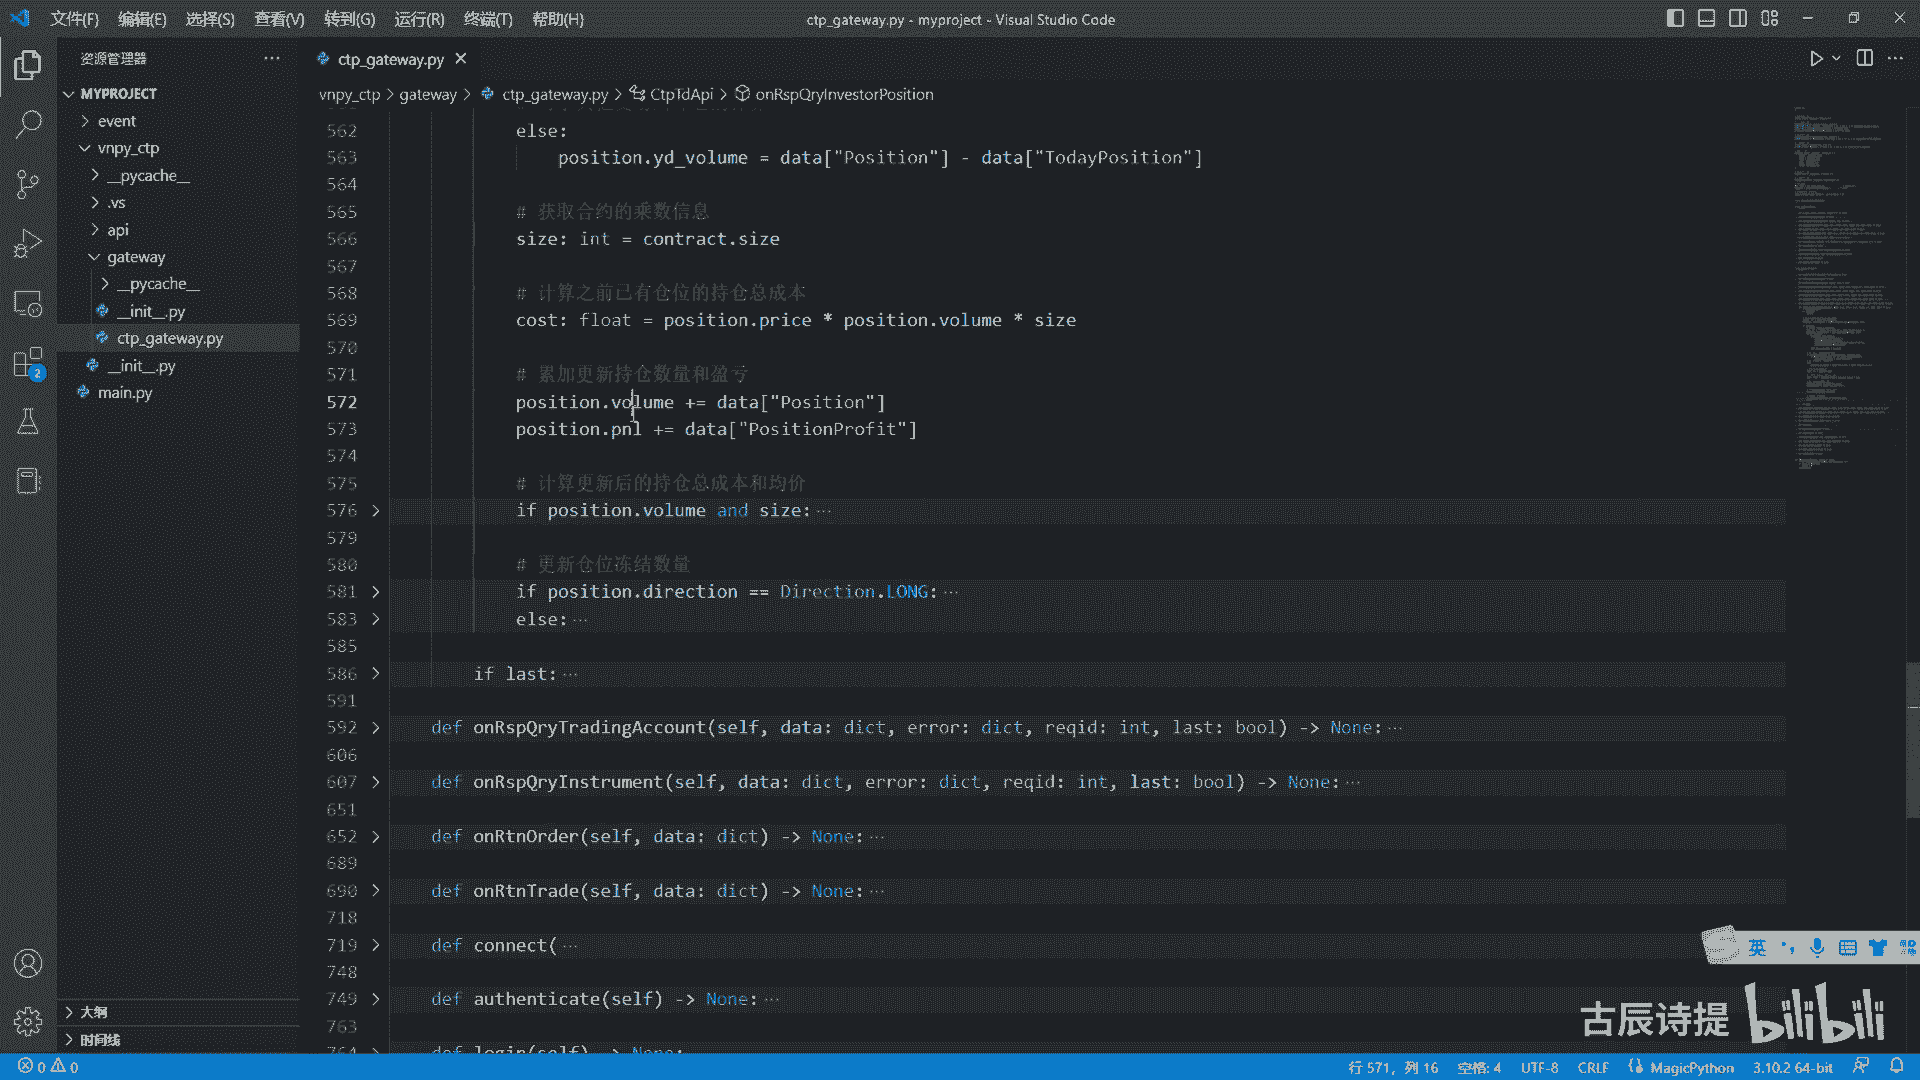 文件(F) 编辑(E) 选择(S) 查看(V) 转到(G) 运行(R) 终端(T) 帮助(H)
ctp_gateway.py - myproject - Visual Studio Code
资源管理器
MYPROJECT
event
vnpy_ctp
__pycache__
.vs
api
gateway
__pycache__
__init__.py
ctp_gateway.py
__init__.py
main.py
大纲
时间线
2
ctp_gateway.py
vnpy_ctp > gateway > ctp_gateway.py > CtpTdApi > onRspQryInvestorPosition
562 else:
563 position.yd_volume = data["Position"] - data["TodayPosition"]
564
565 # 获取合约的乘数信息
566 size: int = contract.size
567
568 # 计算之前已有仓位的持仓总成本
569 cost: float = position.price * position.volume * size
570
571 # 累加更新持仓数量和盈亏
572 position.volume += data["Position"]
573 position.pnl += data["PositionProfit"]
574
575 # 计算更新后的持仓总成本和均价
576 if position.volume and size:…
579
580 # 更新仓位冻结数量
581 if position.direction == Direction.LONG:…
583 else:…
585
586 if last:…
591
592 def onRspQryTradingAccount(self, data: dict, error: dict, reqid: int, last: bool) -> None:…
606
607 def onRspQryInstrument(self, data: dict, error: dict, reqid: int, last: bool) -> None:…
651
652 def onRtnOrder(self, data: dict) -> None:…
689
690 def onRtnTrade(self, data: dict) -> None:…
718
719 def connect(…
748
749 def authenticate(self) -> None:…
763
764 def login(self) -> None:
英
古辰诗提 bilibili
0 0
行 571，列 16 空格: 4 UTF-8 CRLF MagicPython 3.10.2 64-bit